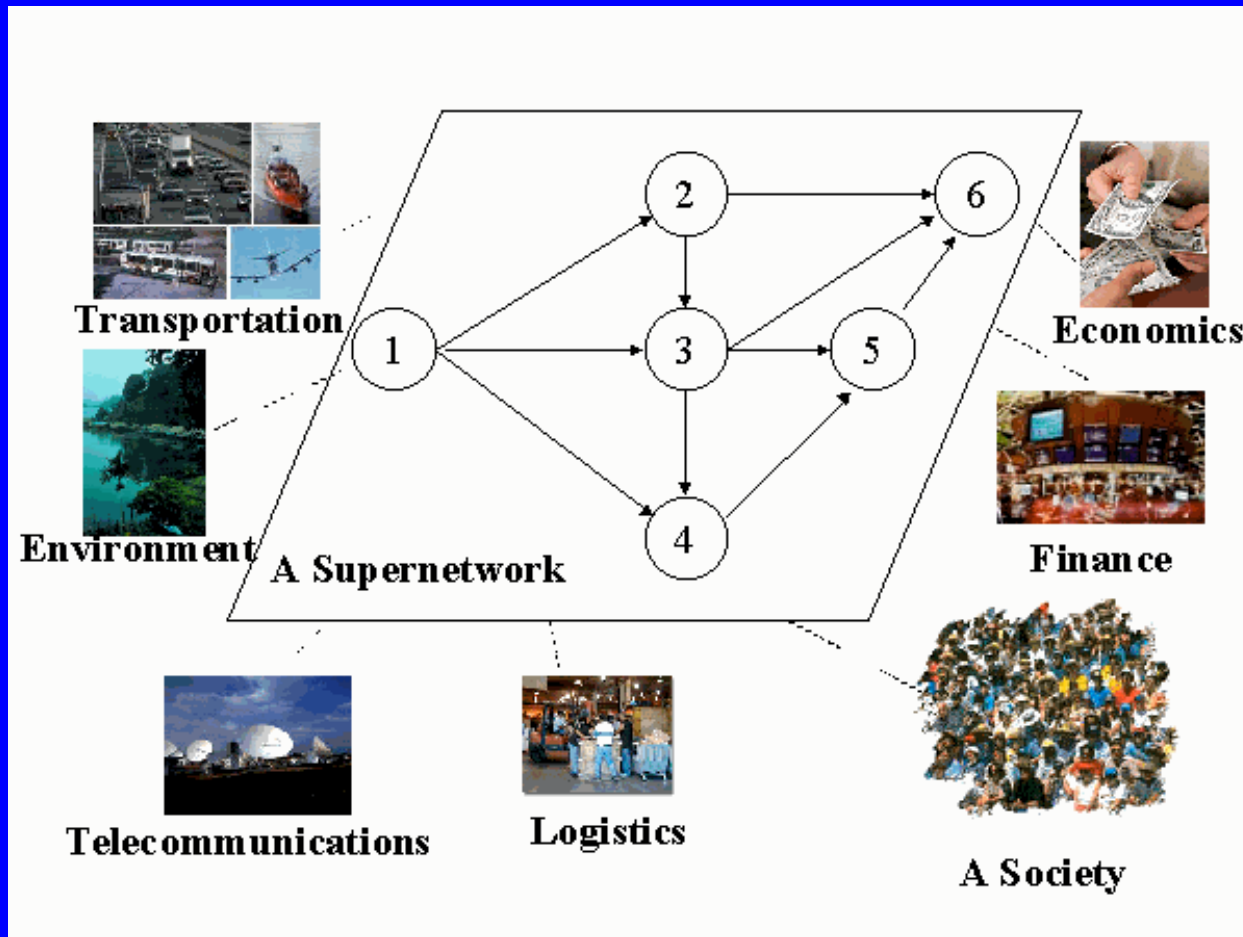 2
6
Transportation
1
3
5
Economics
4
Environment
A Supernetwork
Finance
Telecommunications
Logistics
A Society